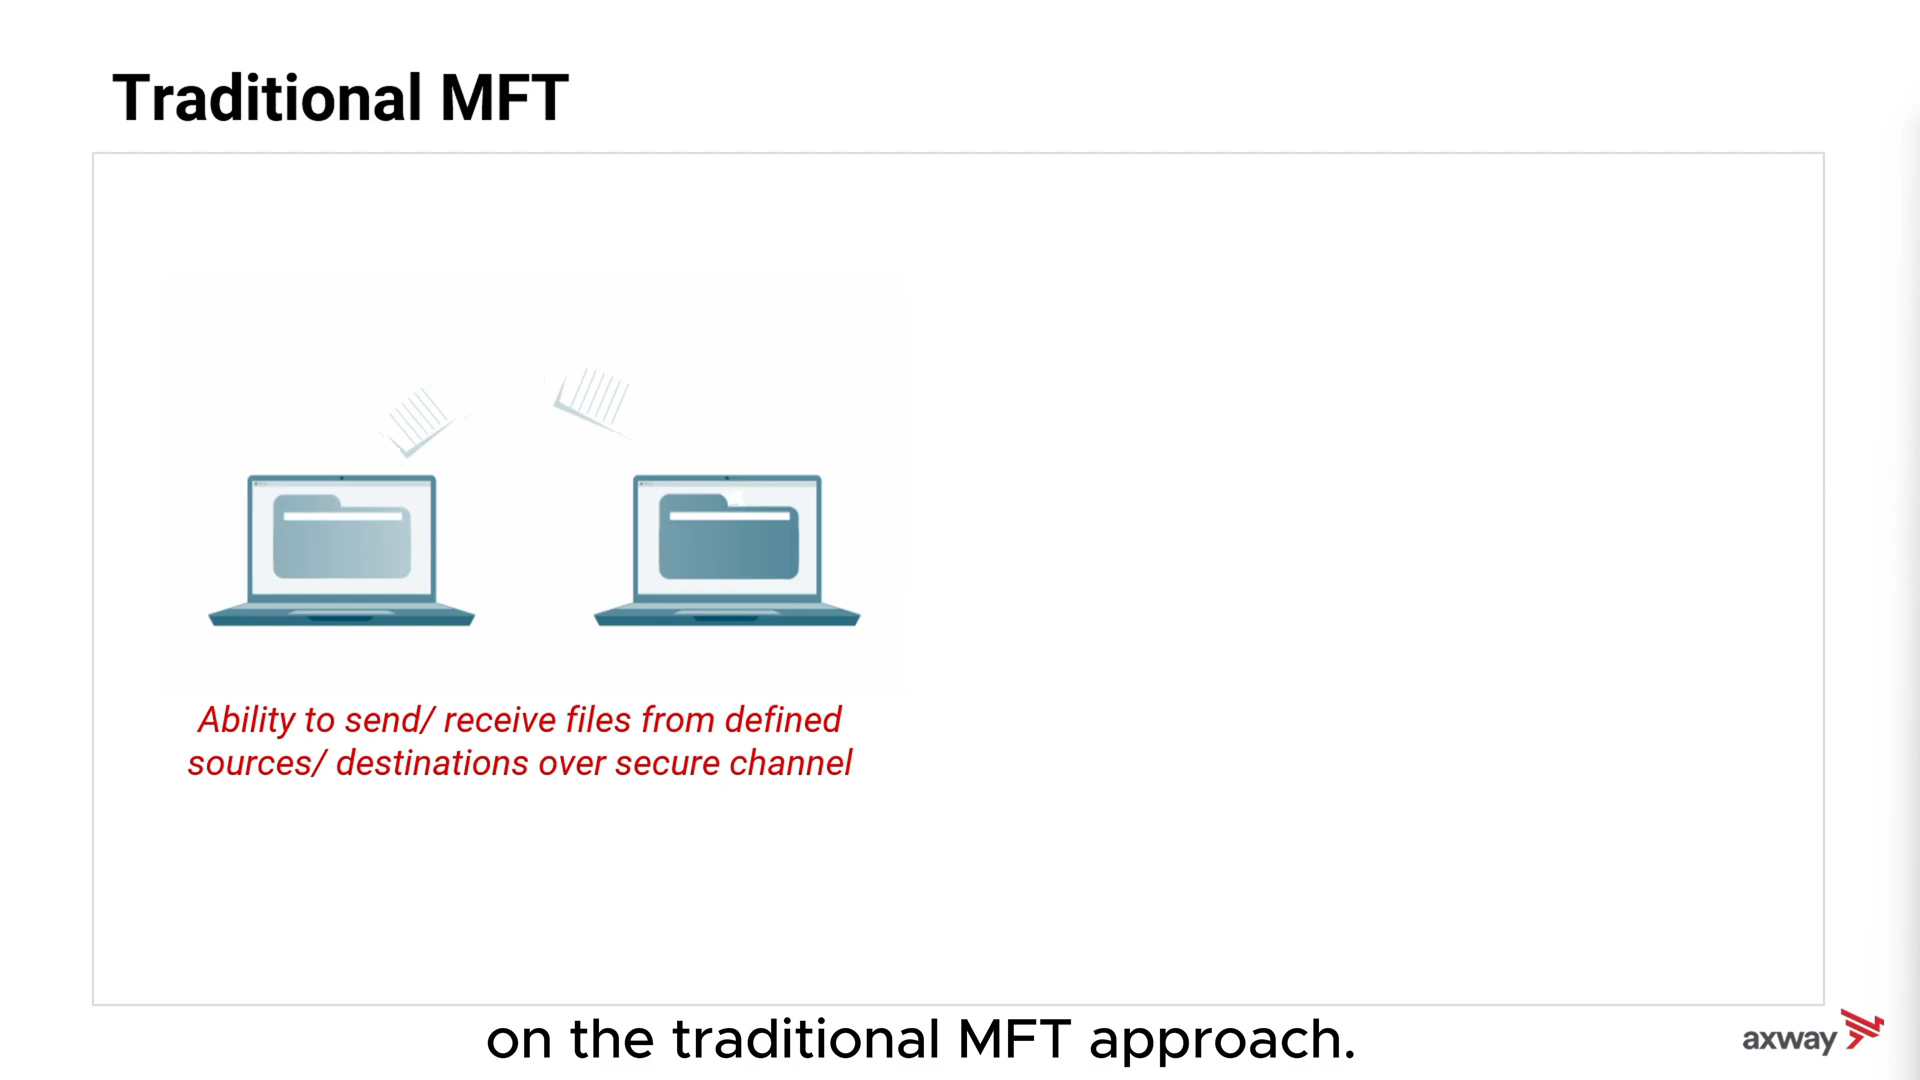 Traditional MFT
Ability to send/ receive files from defined
sources/ destinations over secure channel
on the traditional MFT approach.
axway